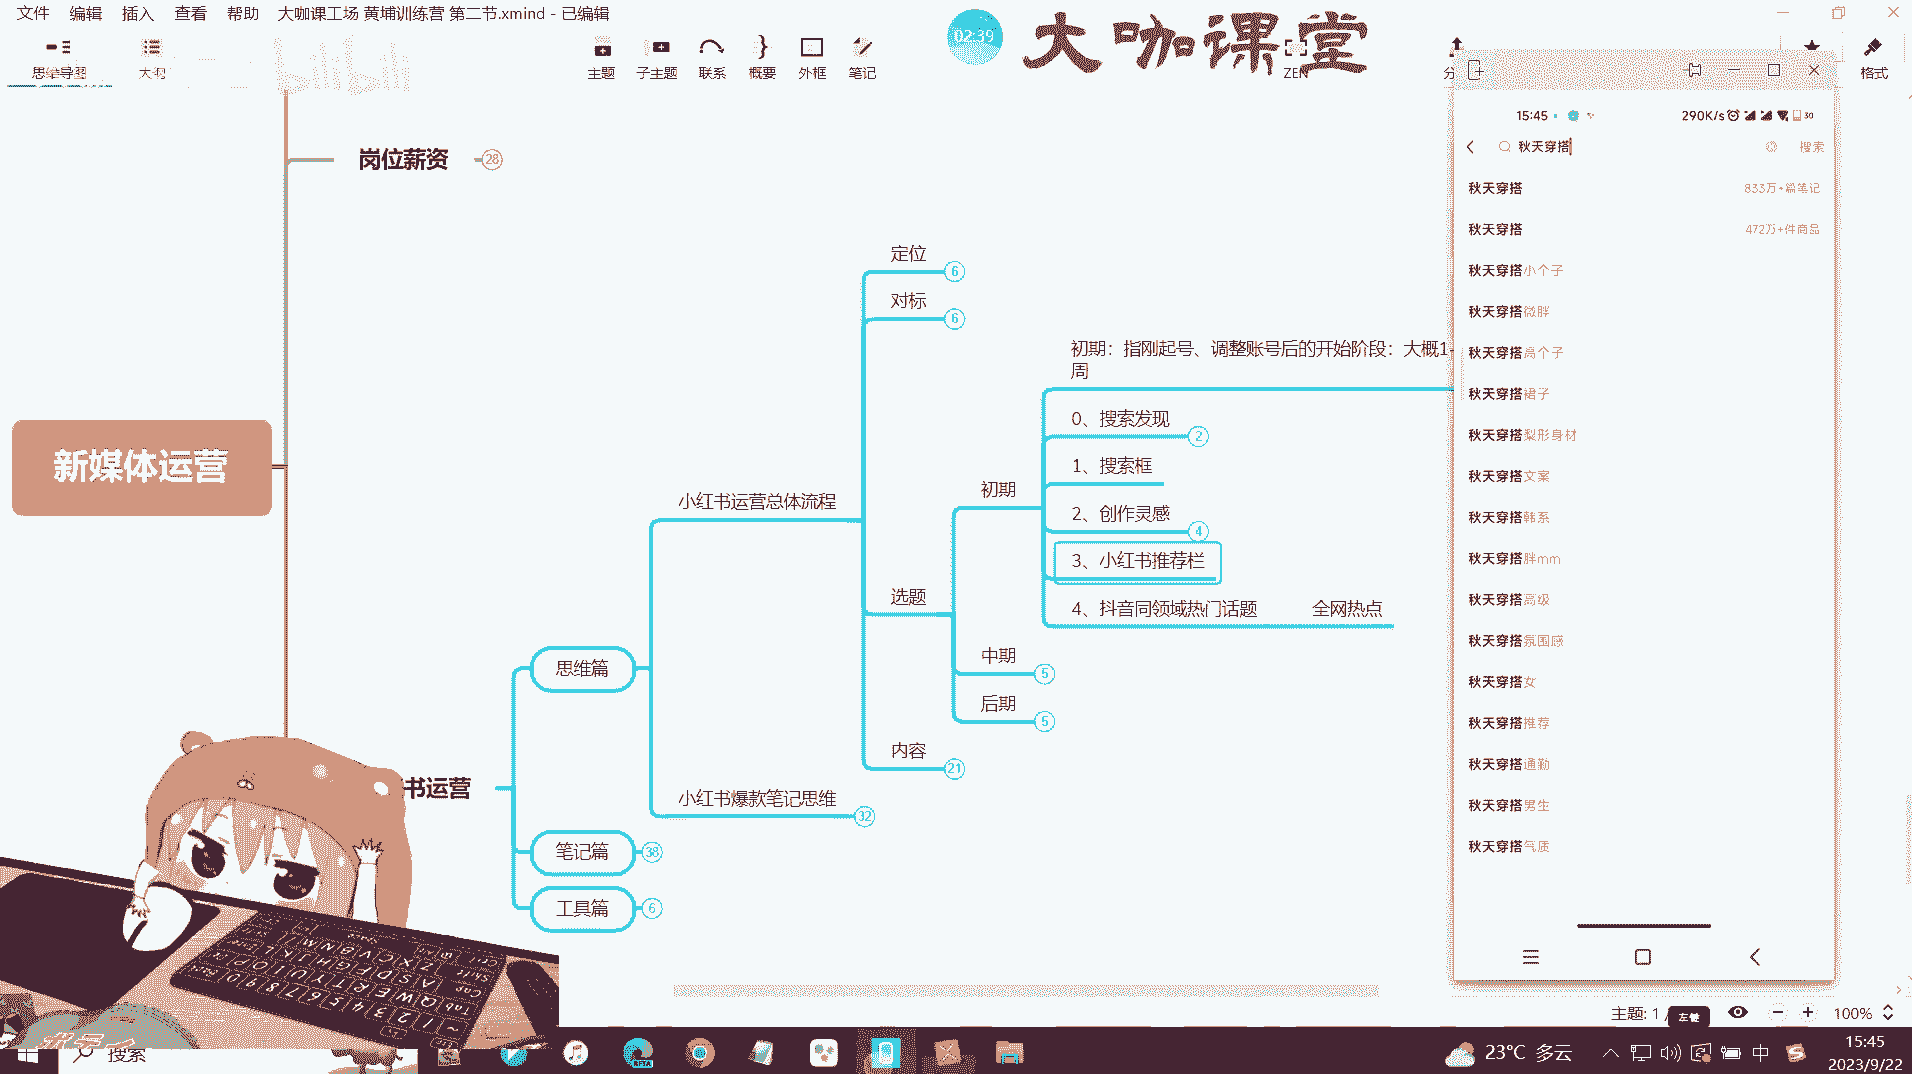 文件 编辑 插入 查看 帮助 大咖课工场 黄埔训练营 第二节.xmind - 已编辑
思维导图 大纲
主题 子主题 联系 概要 外框 笔记 ZEN 格式
bilibili
02:39
大咖课堂
岗位薪资 28
新媒体运营
书运营
思维篇
笔记篇 38
工具篇 6
小红书运营总体流程
小红书爆款笔记思维 32
定位 6
对标 6
选题
内容 21
初期
中期 5
后期 5
初期：指刚起号、调整账号后的开始阶段：大概1-
周
0、搜索发现 2
1、搜索框
2、创作灵感 4
3、小红书推荐栏
4、抖音同领域热门话题 全网热点
15:45 290K/s 30
秋天穿搭 搜索
秋天穿搭 833万+篇笔记
秋天穿搭 472万+件商品
秋天穿搭小个子
秋天穿搭微胖
秋天穿搭高个子
秋天穿搭裙子
秋天穿搭梨形身材
秋天穿搭文案
秋天穿搭韩系
秋天穿搭胖mm
秋天穿搭高级
秋天穿搭氛围感
秋天穿搭女
秋天穿搭推荐
秋天穿搭通勤
秋天穿搭男生
秋天穿搭气质
主题: 1 / 左键 100%
搜索
BETA
23°C 多云 中 15:45
2023/9/22